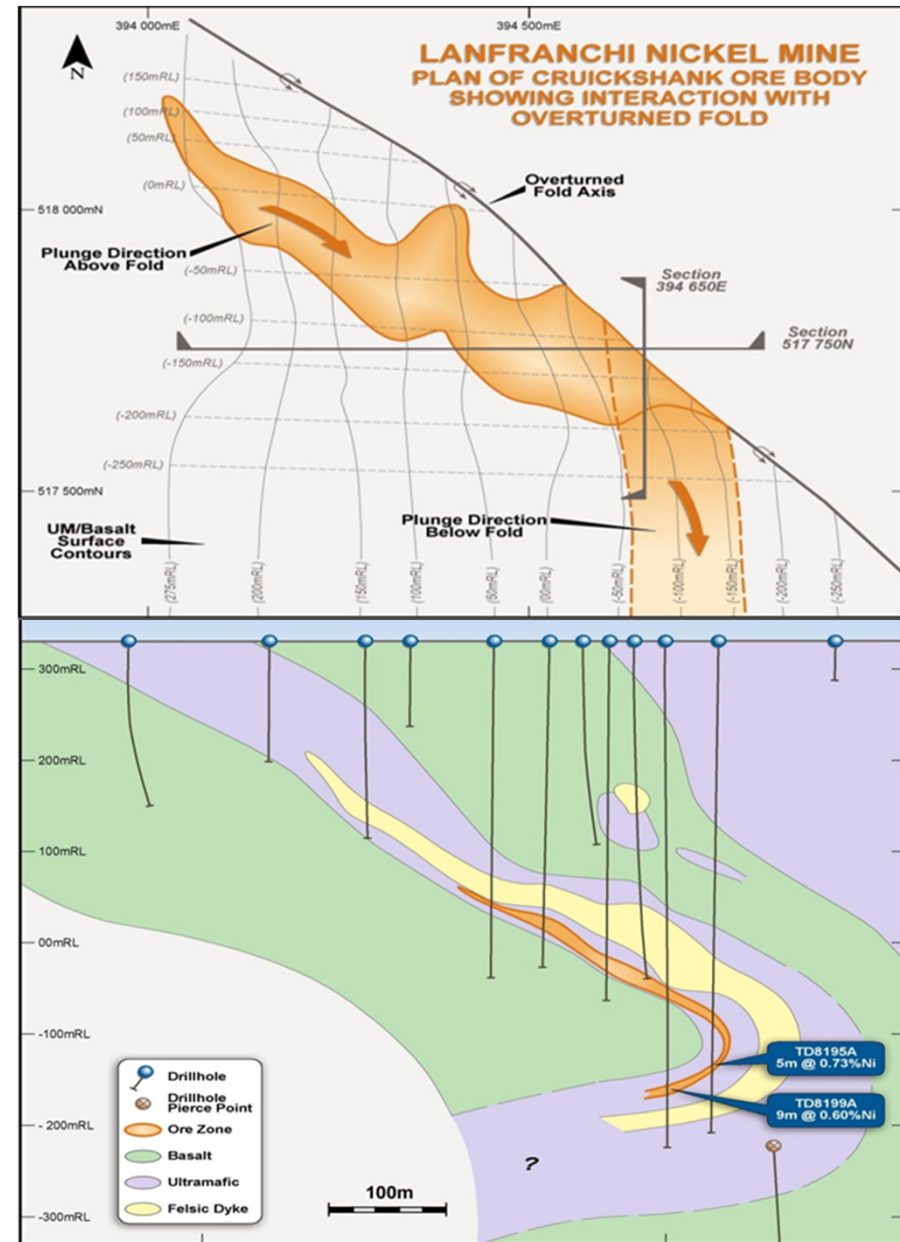 394 000mE
394 500mE
N
LANFRANCHI NICKEL MINE
PLAN OF CRUICKSHANK ORE BODY
SHOWING INTERACTION WITH
OVERTURNED FOLD
(150mRL)
(100mRL)
(50mRL)
(0mRL)
Overturned
Fold Axis
518 000mN
Plunge Direction
Above Fold
(-50mRL)
Section
394 650E
(-100mRL)
Section
517 750N
(-150mRL)
(-200mRL)
(-250mRL)
517 500mN
UM/Basalt
Surface
Contours
Plunge Direction
Below Fold
(275mRL)
(200mRL)
(150mRL)
(100mRL)
(50mRL)
(00mRL)
(-50mRL)
(-100mRL)
(-150mRL)
(-200mRL)
(-250mRL)
300mRL
200mRL
100mRL
00mRL
-100mRL
TD8195A
5m @ 0.73%Ni
TD8199A
9m @ 0.60%Ni
- 200mRL
?
-300mRL
Drillhole
Drillhole
Pierce Point
Ore Zone
Basalt
Ultramafic
Felsic Dyke
100m